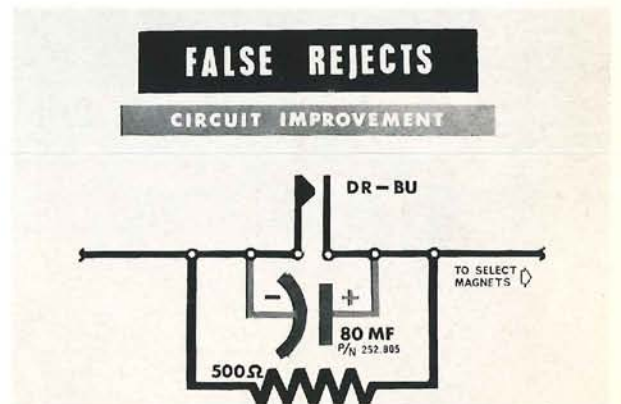 FALSE REJECTS
CIRCUIT IMPROVEMENT
DR-BU
TO SELECT
MAGNETS
- +
80 MF
P/N 252.805
500Ω